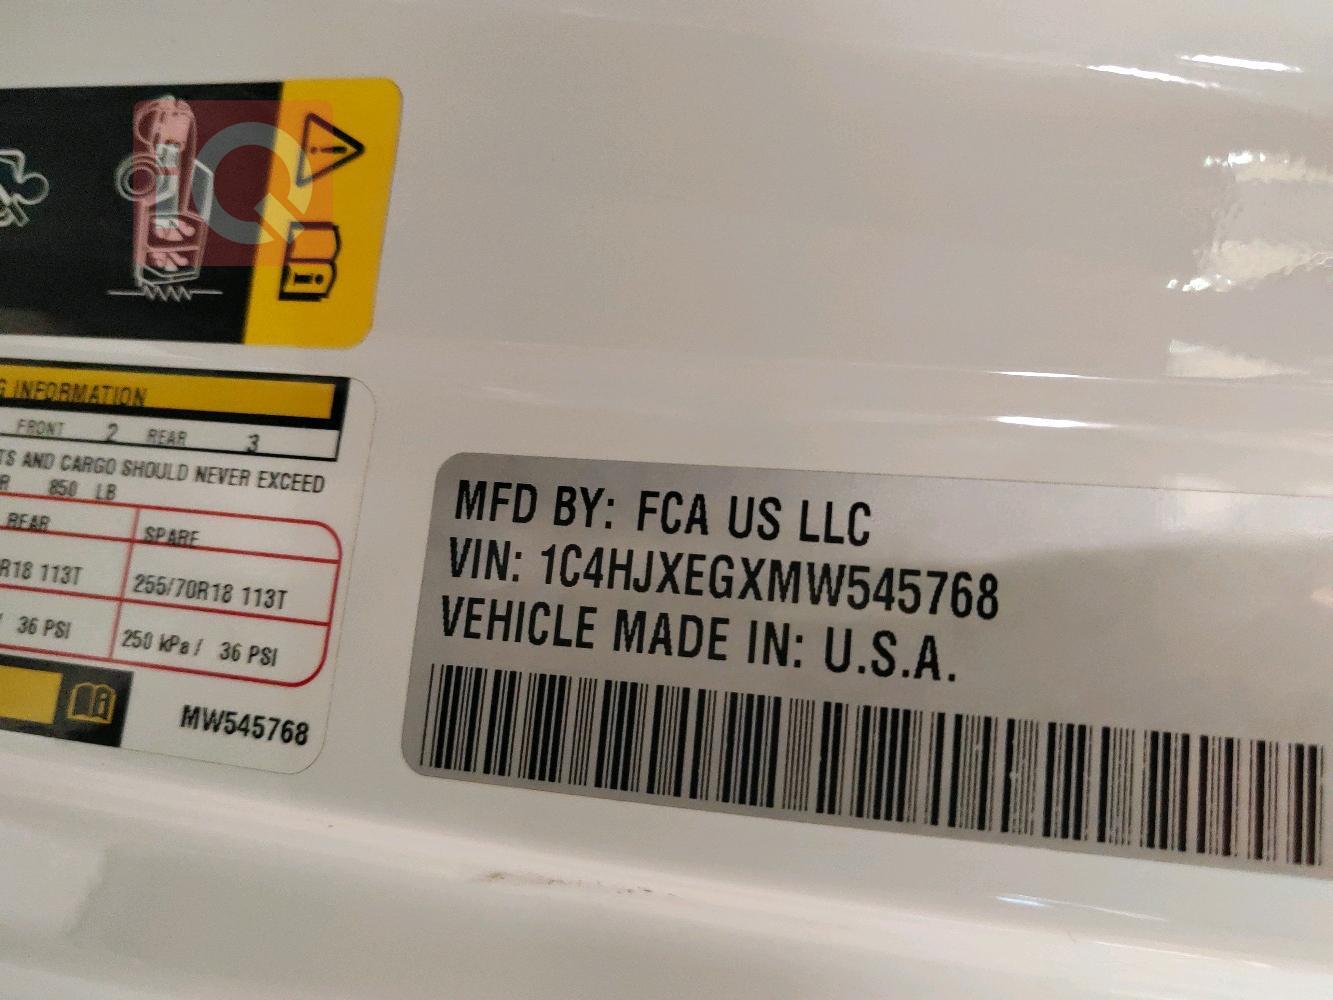 G INFORMATION
FRONT 2 REAR 3
TS AND CARGO SHOULD NEVER EXCEED
R 850 LB
REAR SPARE
R18 113T 255/70R18 113T
/ 36 PSI 250 kPa / 36 PSI
MW545768
MFD BY: FCA US LLC
VIN: 1C4HJXEGXMW545768
VEHICLE MADE IN: U.S.A.